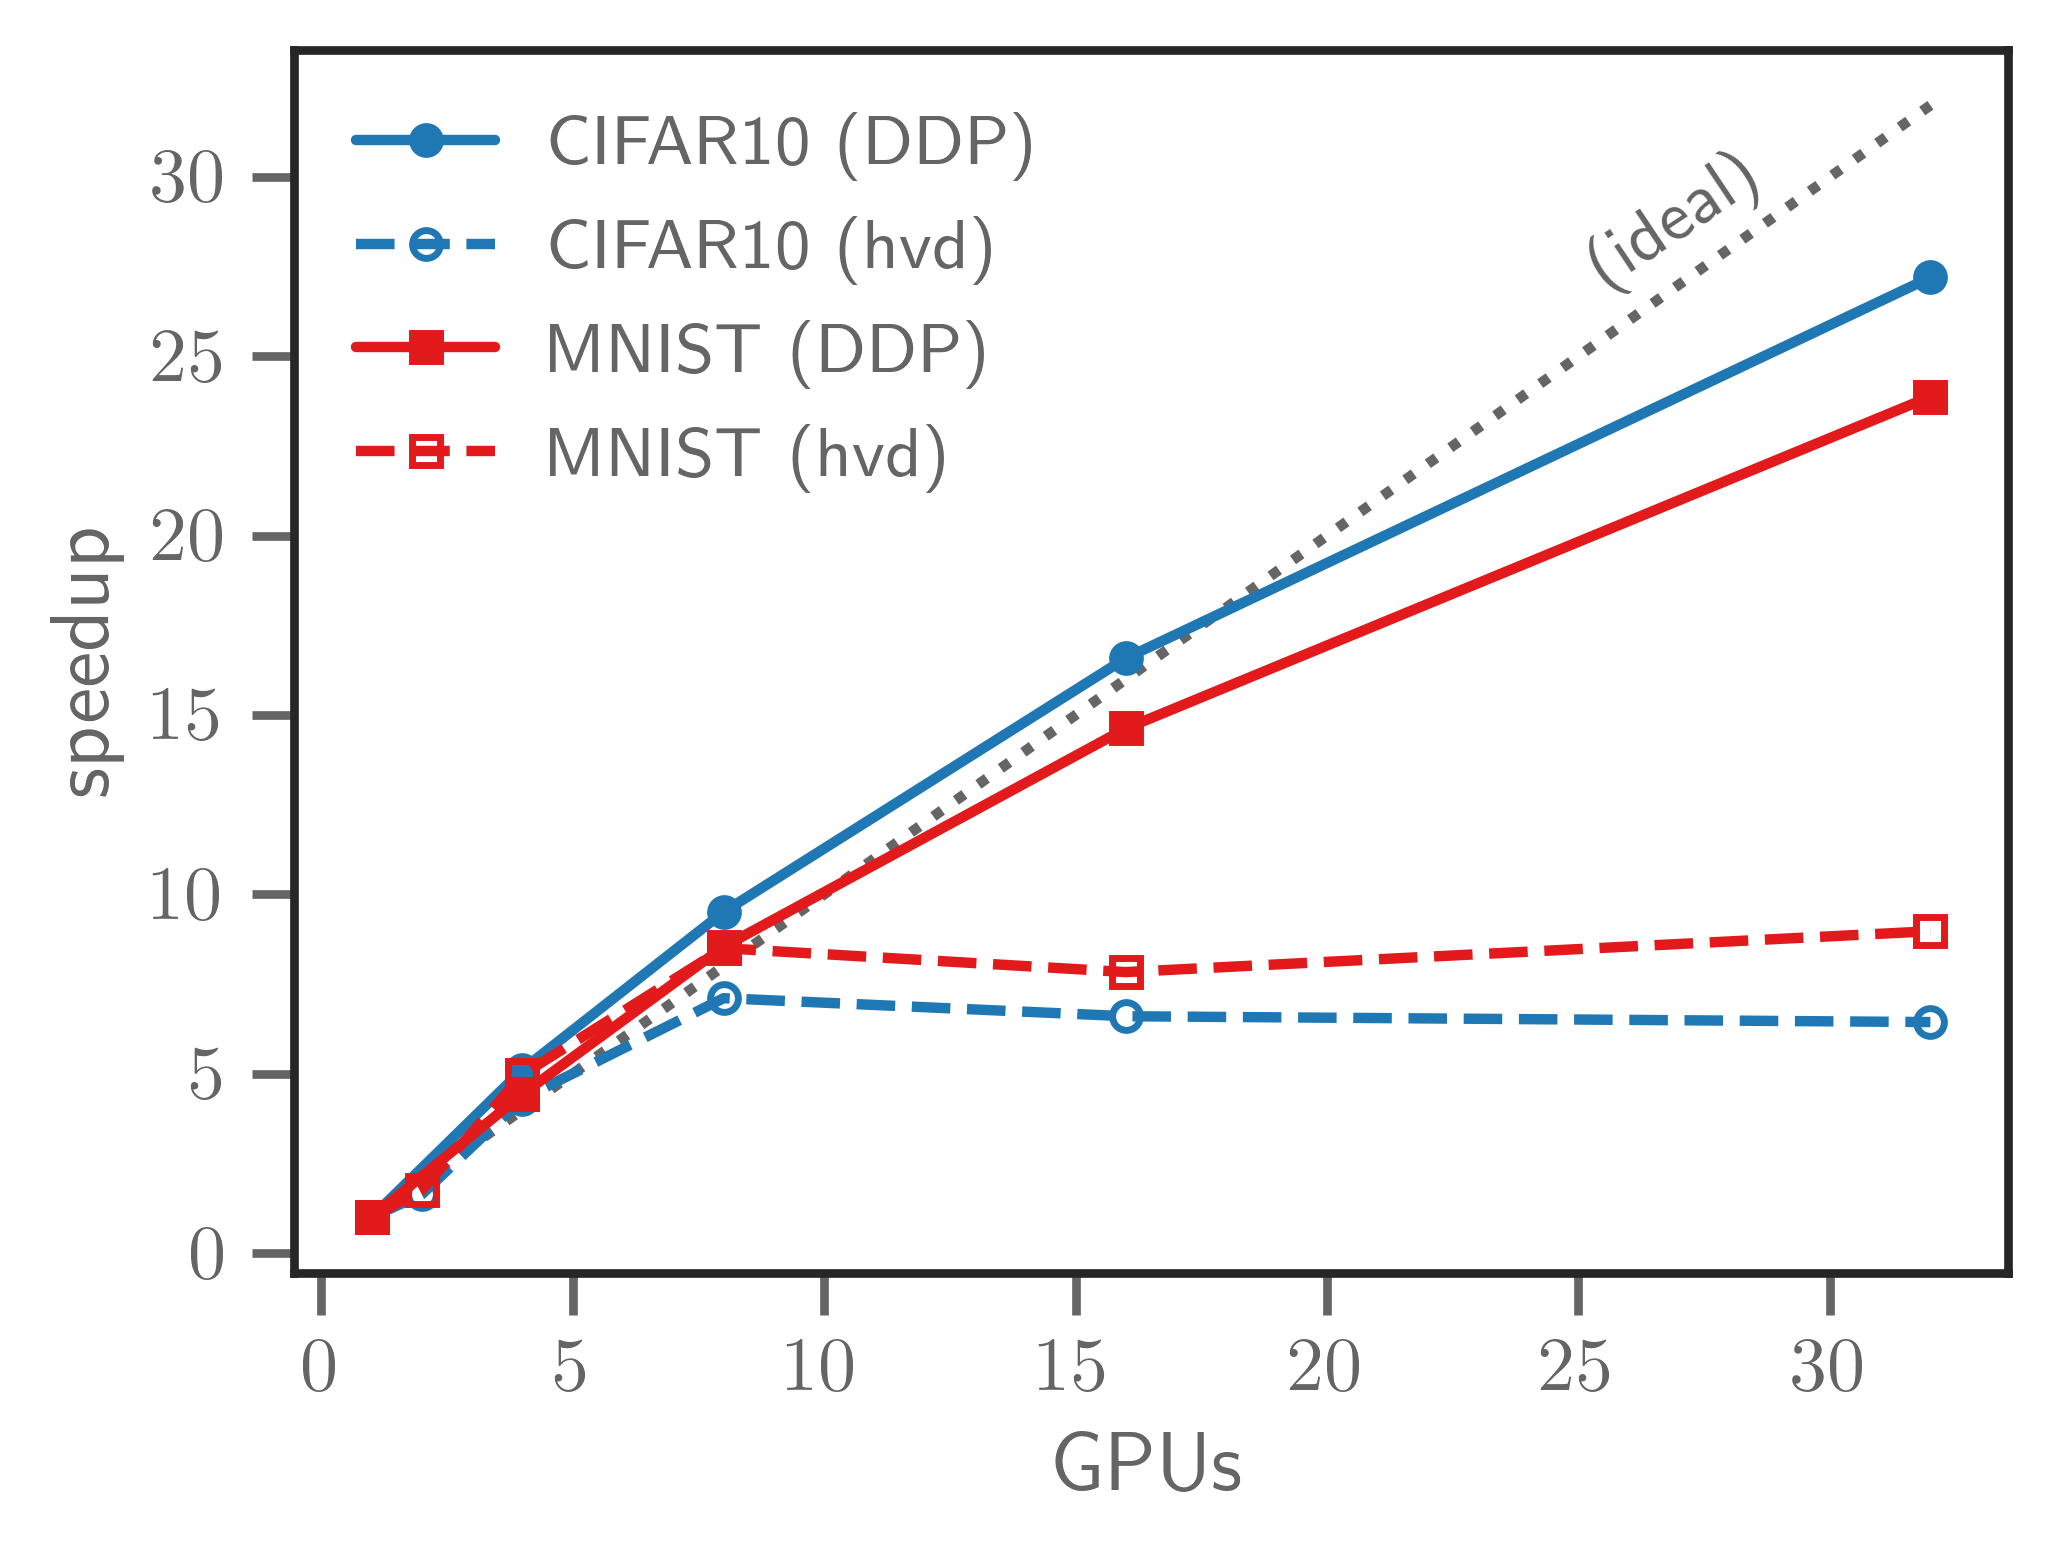 CIFAR10 (DDP)
CIFAR10 (hvd)
MNIST (DDP)
MNIST (hvd)
(ideal)
speedup
30
25
20
15
10
5
0
0 5 10 15 20 25 30
GPUs